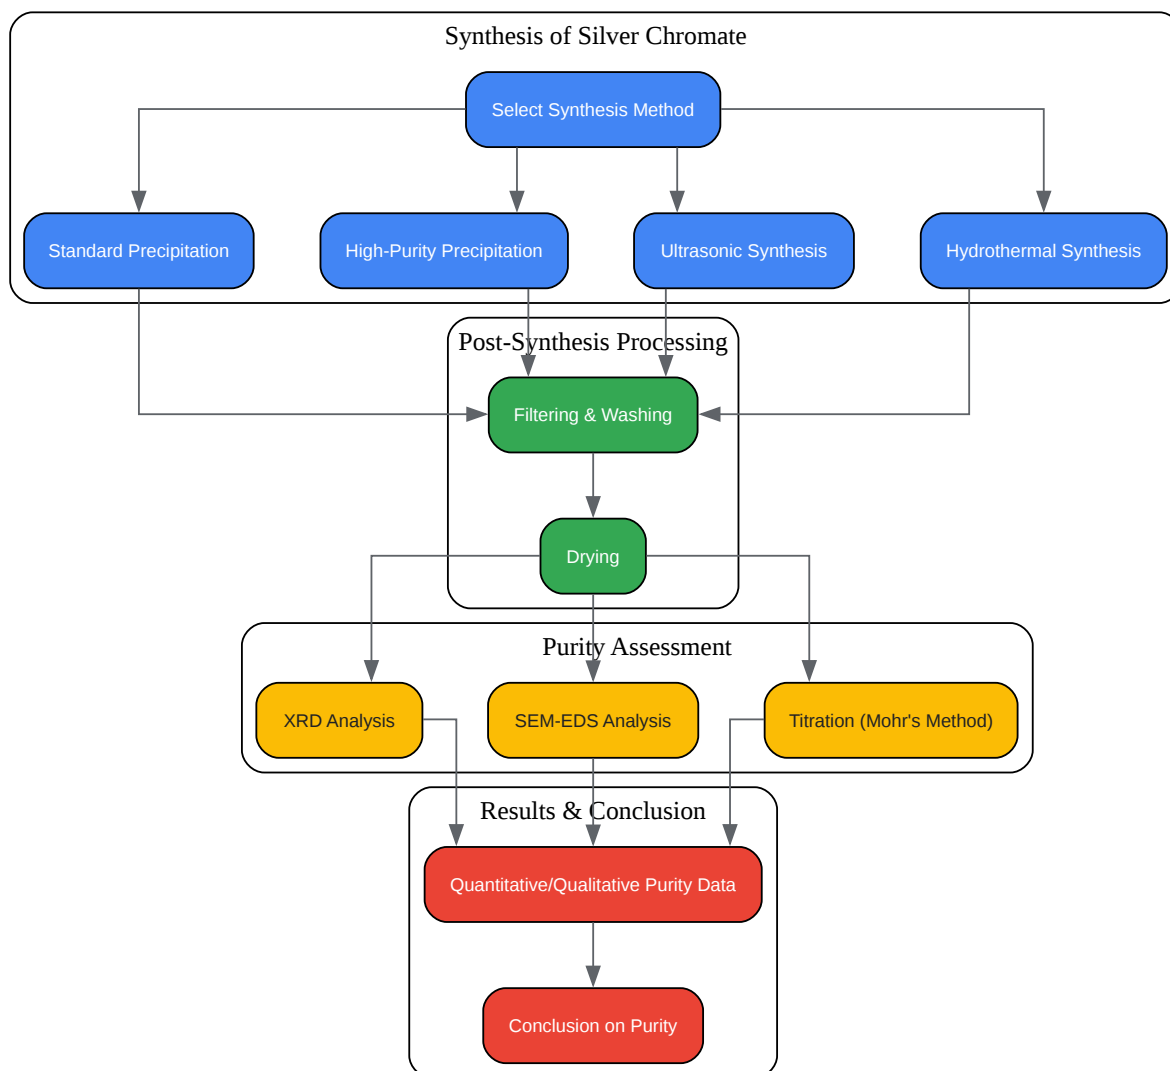 Synthesis of Silver Chromate
Select Synthesis Method
Standard Precipitation
High-Purity Precipitation
Ultrasonic Synthesis
Hydrothermal Synthesis
Post-Synthesis Processing
Filtering & Washing
Drying
Purity Assessment
XRD Analysis
SEM-EDS Analysis
Titration (Mohr's Method)
Results & Conclusion
Quantitative/Qualitative Purity Data
Conclusion on Purity